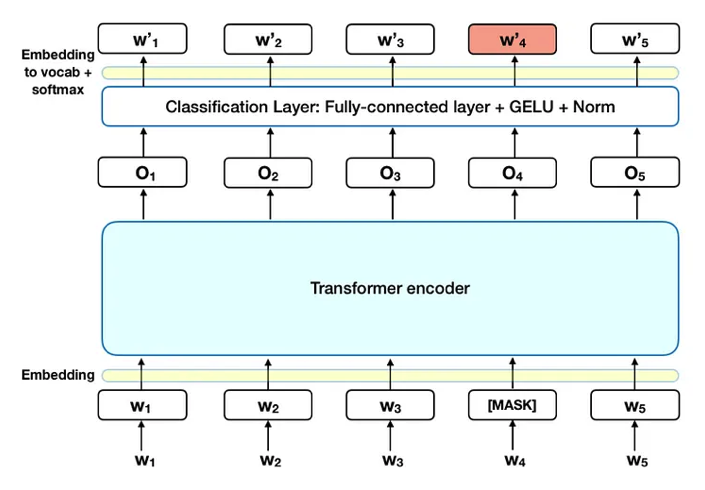 w'₁ w'₂ w'₃ w'₄ w'₅
Embedding
to vocab +
softmax
Classification Layer: Fully-connected layer + GELU + Norm
O₁ O₂ O₃ O₄ O₅
Transformer encoder
Embedding
w₁ w₂ w₃ [MASK] w₅
w₁ w₂ w₃ w₄ w₅